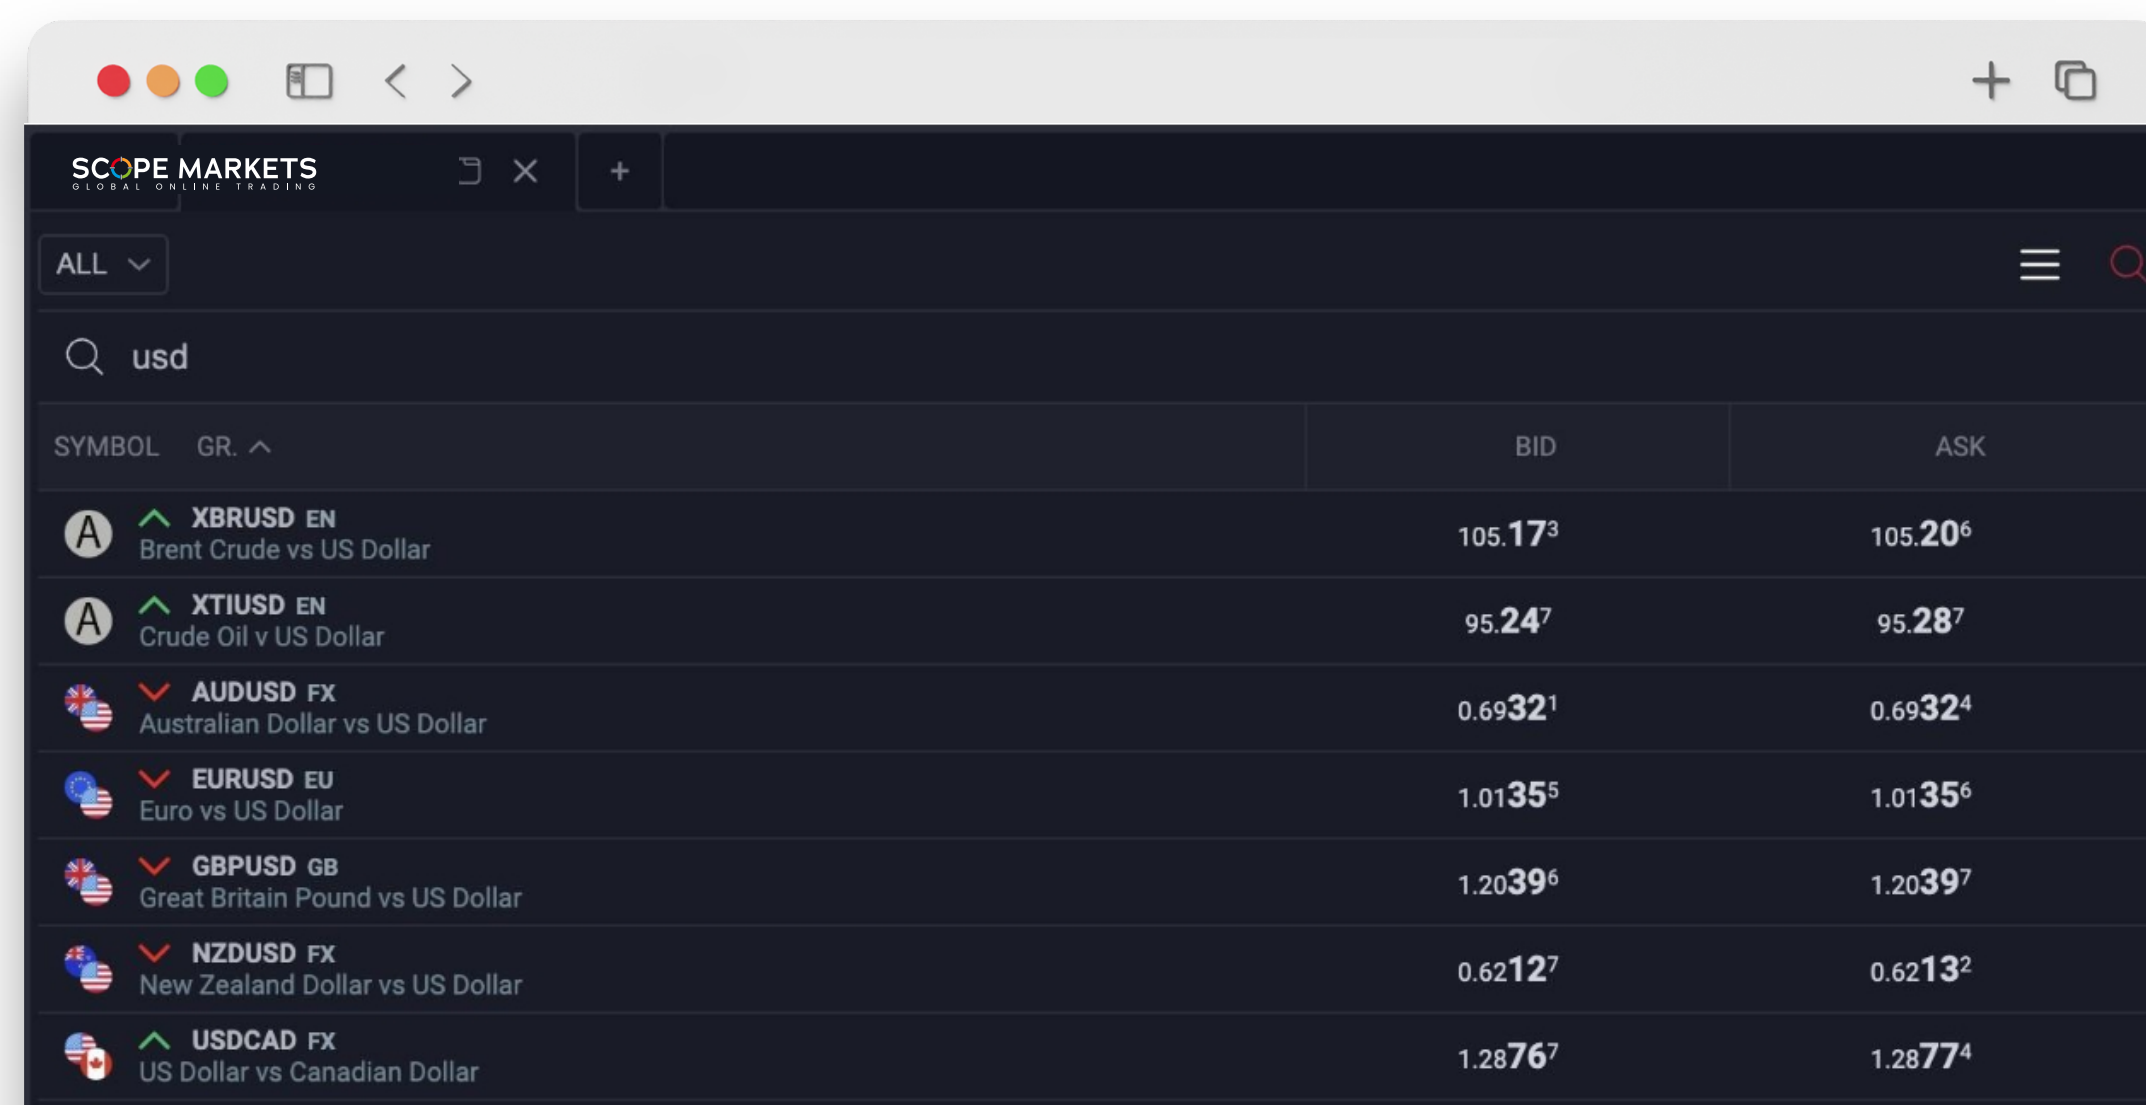 SCOPE MARKETS
GLOBAL ONLINE TRADING
ALL
usd
SYMBOL GR. BID ASK
A XBRUSD EN
Brent Crude vs US Dollar
105.173 105.206
A XTIUSD EN
Crude Oil v US Dollar
95.247 95.287
AUDUSD FX
Australian Dollar vs US Dollar
0.69321 0.69324
EURUSD EU
Euro vs US Dollar
1.01355 1.01356
GBPUSD GB
Great Britain Pound vs US Dollar
1.20396 1.20397
NZDUSD FX
New Zealand Dollar vs US Dollar
0.62127 0.62132
USDCAD FX
US Dollar vs Canadian Dollar
1.28767 1.28774